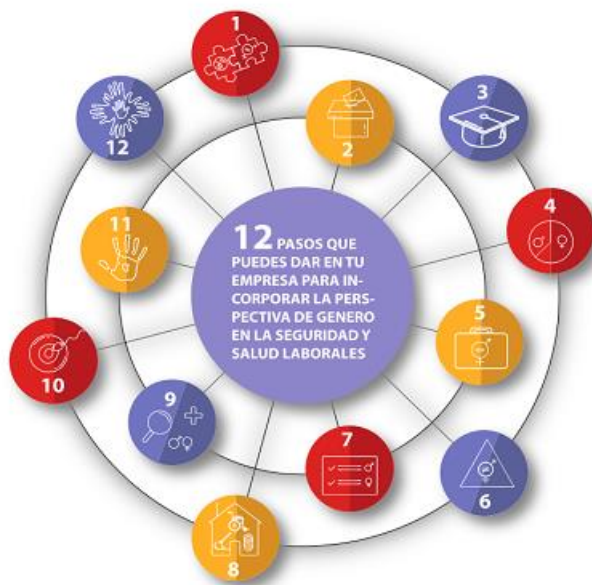 1
2
3
4
5
6
7
8
9
10
11
12
12 PASOS QUE
PUEDES DAR EN TU
EMPRESA PARA IN-
CORPORAR LA PERS-
PECTIVA DE GENERO
EN LA SEGURIDAD Y
SALUD LABORALES